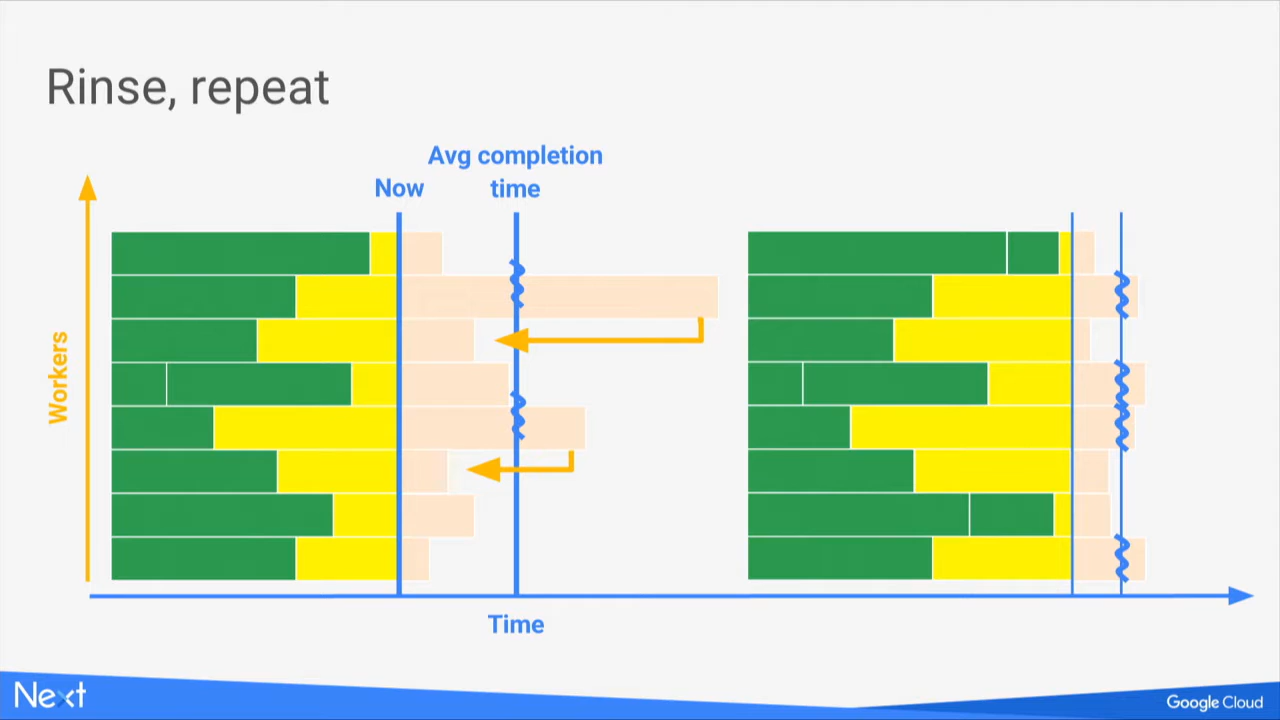 Rinse, repeat
Avg completion
Now
time
Workers
Time
Next
Google Cloud